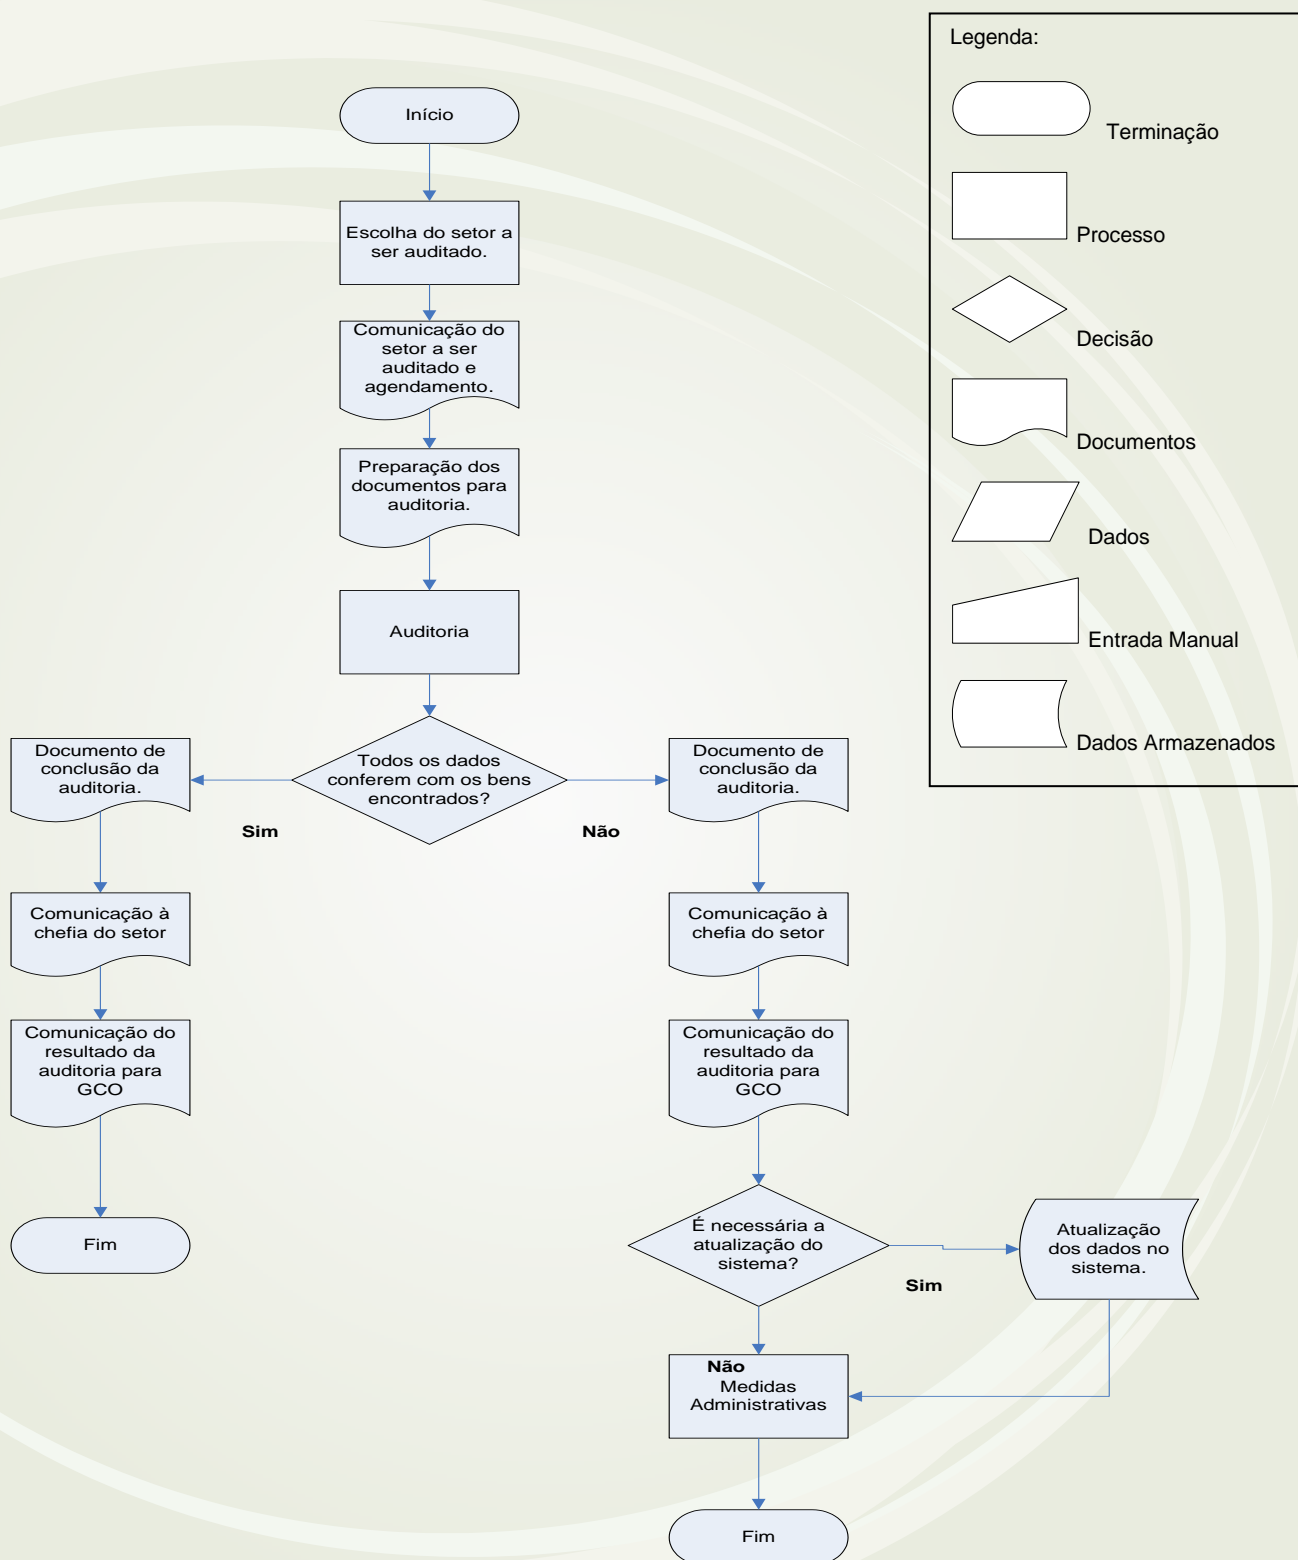 Início
Escolha do setor a
ser auditado.
Comunicação do
setor a ser
auditado e
agendamento.
Preparação dos
documentos para
auditoria.
Auditoria
Todos os dados
conferem com os bens
encontrados?
Sim
Não
Documento de
conclusão da
auditoria.
Comunicação à
chefia do setor
Comunicação do
resultado da
auditoria para
GCO
Fim
Documento de
conclusão da
auditoria.
Comunicação à
chefia do setor
Comunicação do
resultado da
auditoria para
GCO
É necessária a
atualização do
sistema?
Sim
Atualização
dos dados no
sistema.
Não
Medidas
Administrativas
Fim
Legenda:
Terminação
Processo
Decisão
Documentos
Dados
Entrada Manual
Dados Armazenados